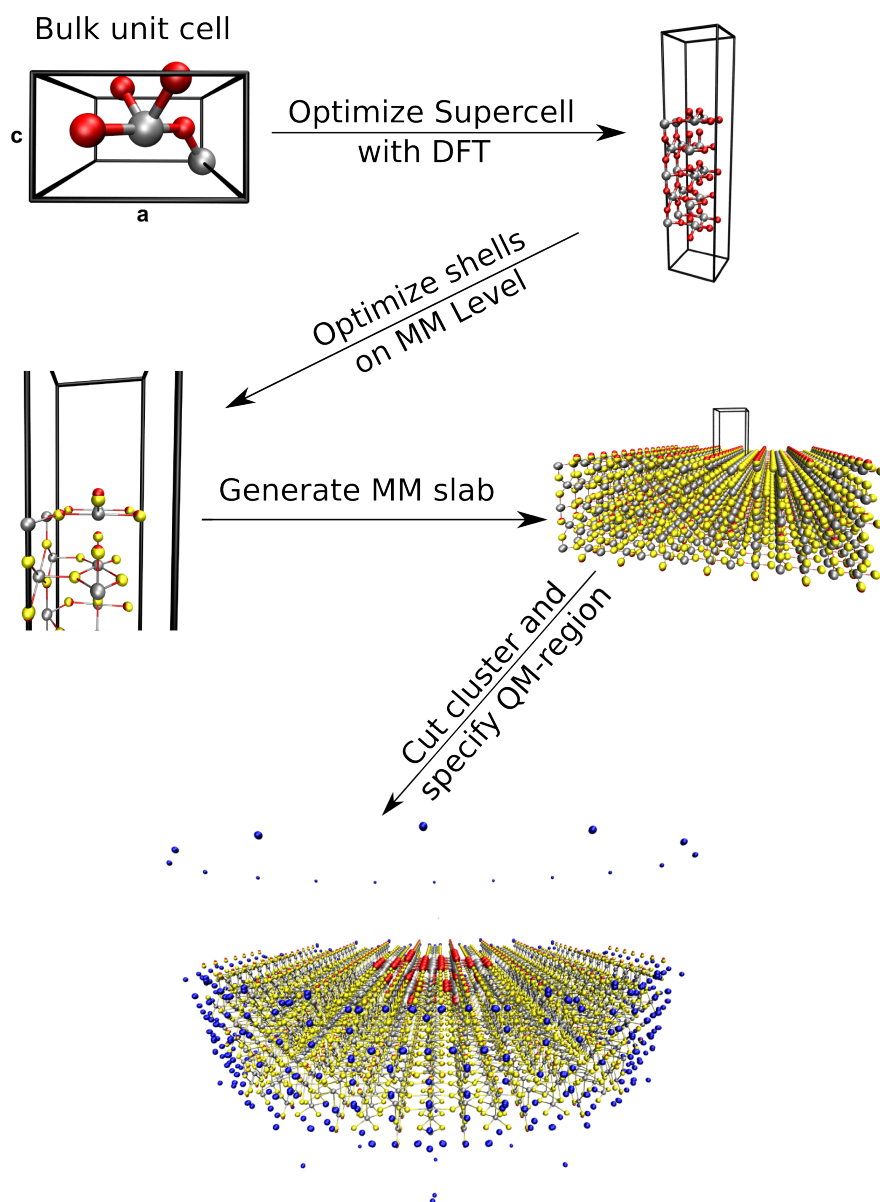 Bulk unit cell
c
a
Optimize Supercell
with DFT
Optimize shells
on MM Level
Generate MM slab
Cut cluster and
specify QM-region